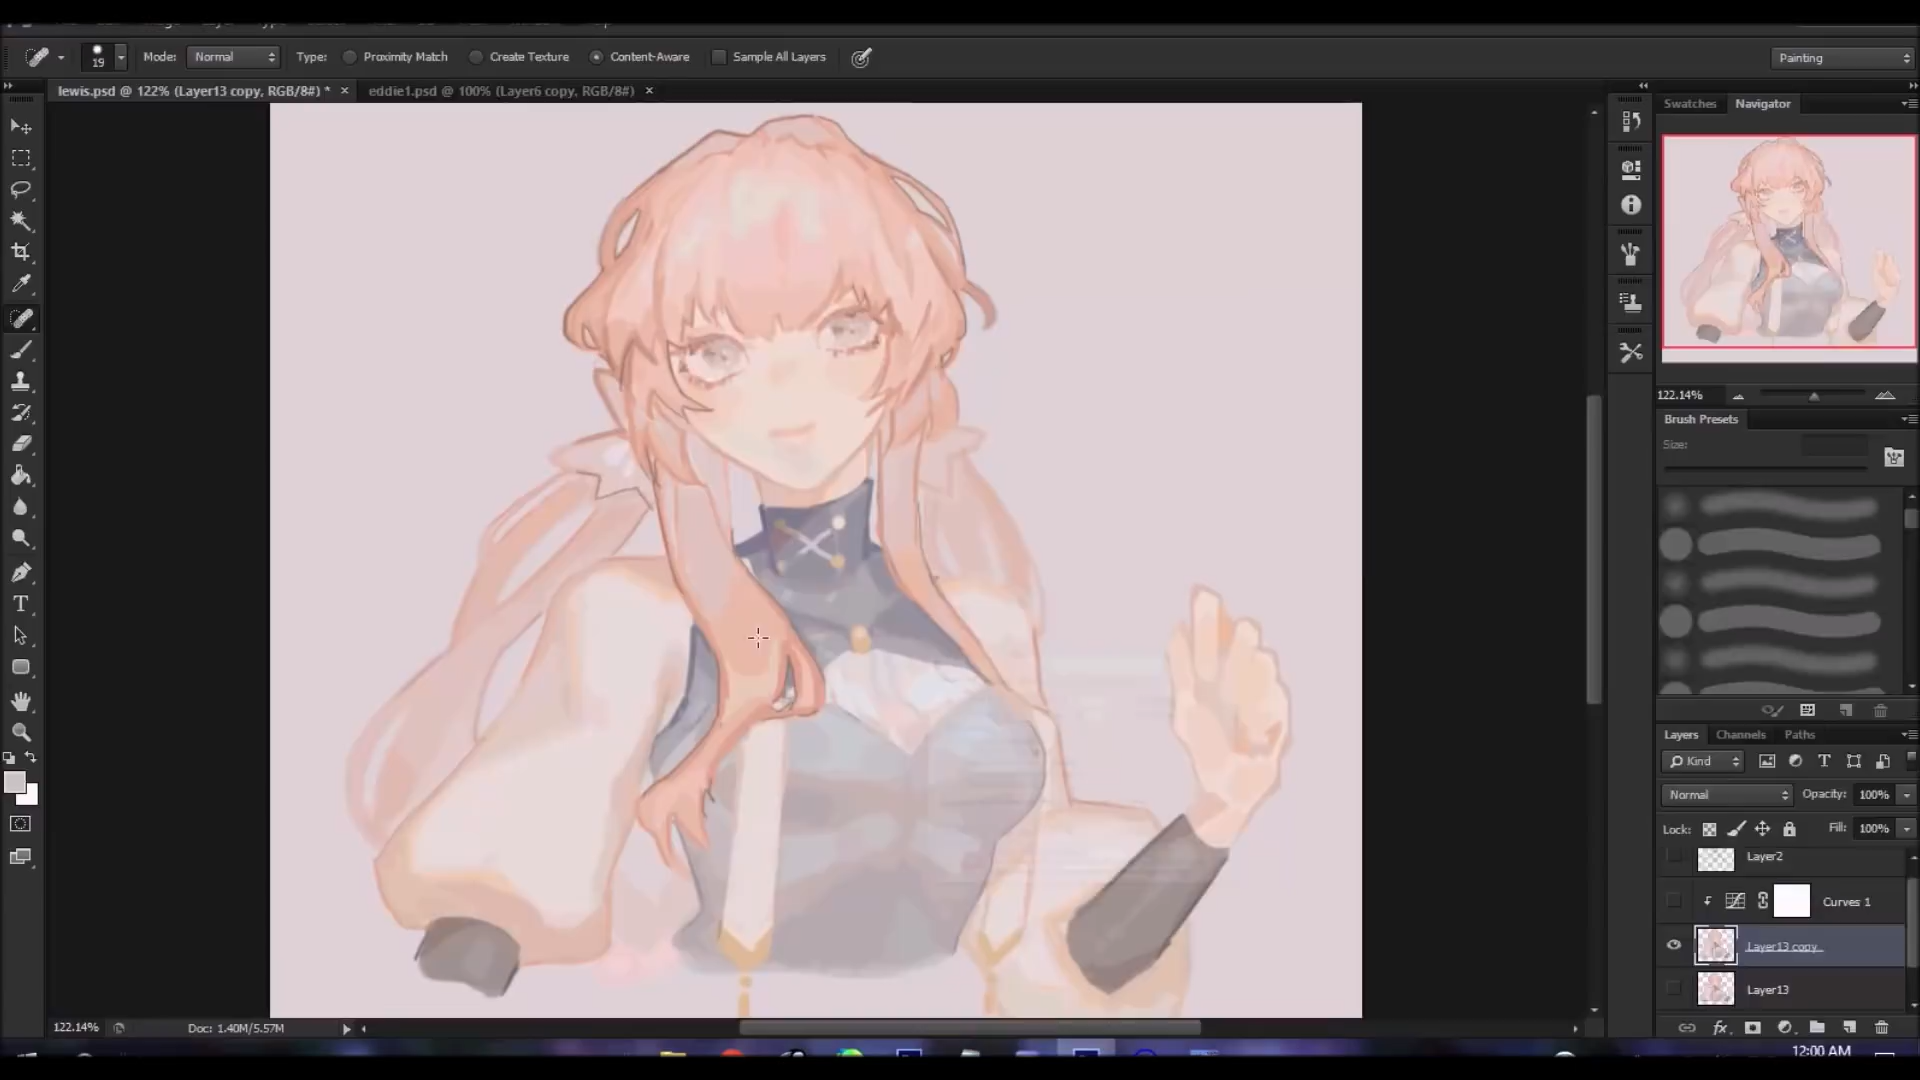 19 Mode: Normal Type: Proximity Match Create Texture Content-Aware Sample All Layers Painting
lewis.psd @ 122% (Layer13 copy, RGB/8#) * eddie1.psd @ 100% (Layer6 copy, RGB/8#)
Swatches Navigator
122.14%
Brush Presets
Size:
Layers Channels Paths
Kind
Normal Opacity: 100%
Lock: Fill: 100%
Layer2
Curves 1
Layer13 copy
Layer13
122.14% Doc: 1.40M/5.57M
12:00 AM